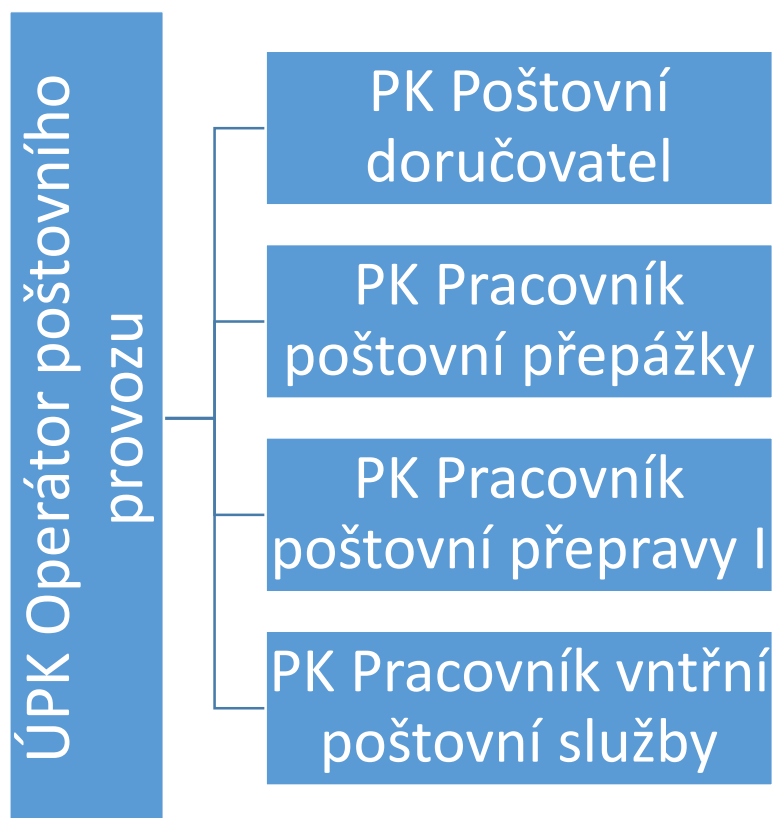 ÚPK Operátor poštovního
provozu
PK Poštovní
doručovatel
PK Pracovník
poštovní přepážky
PK Pracovník
poštovní přepravy I
PK Pracovník vntřní
poštovní služby